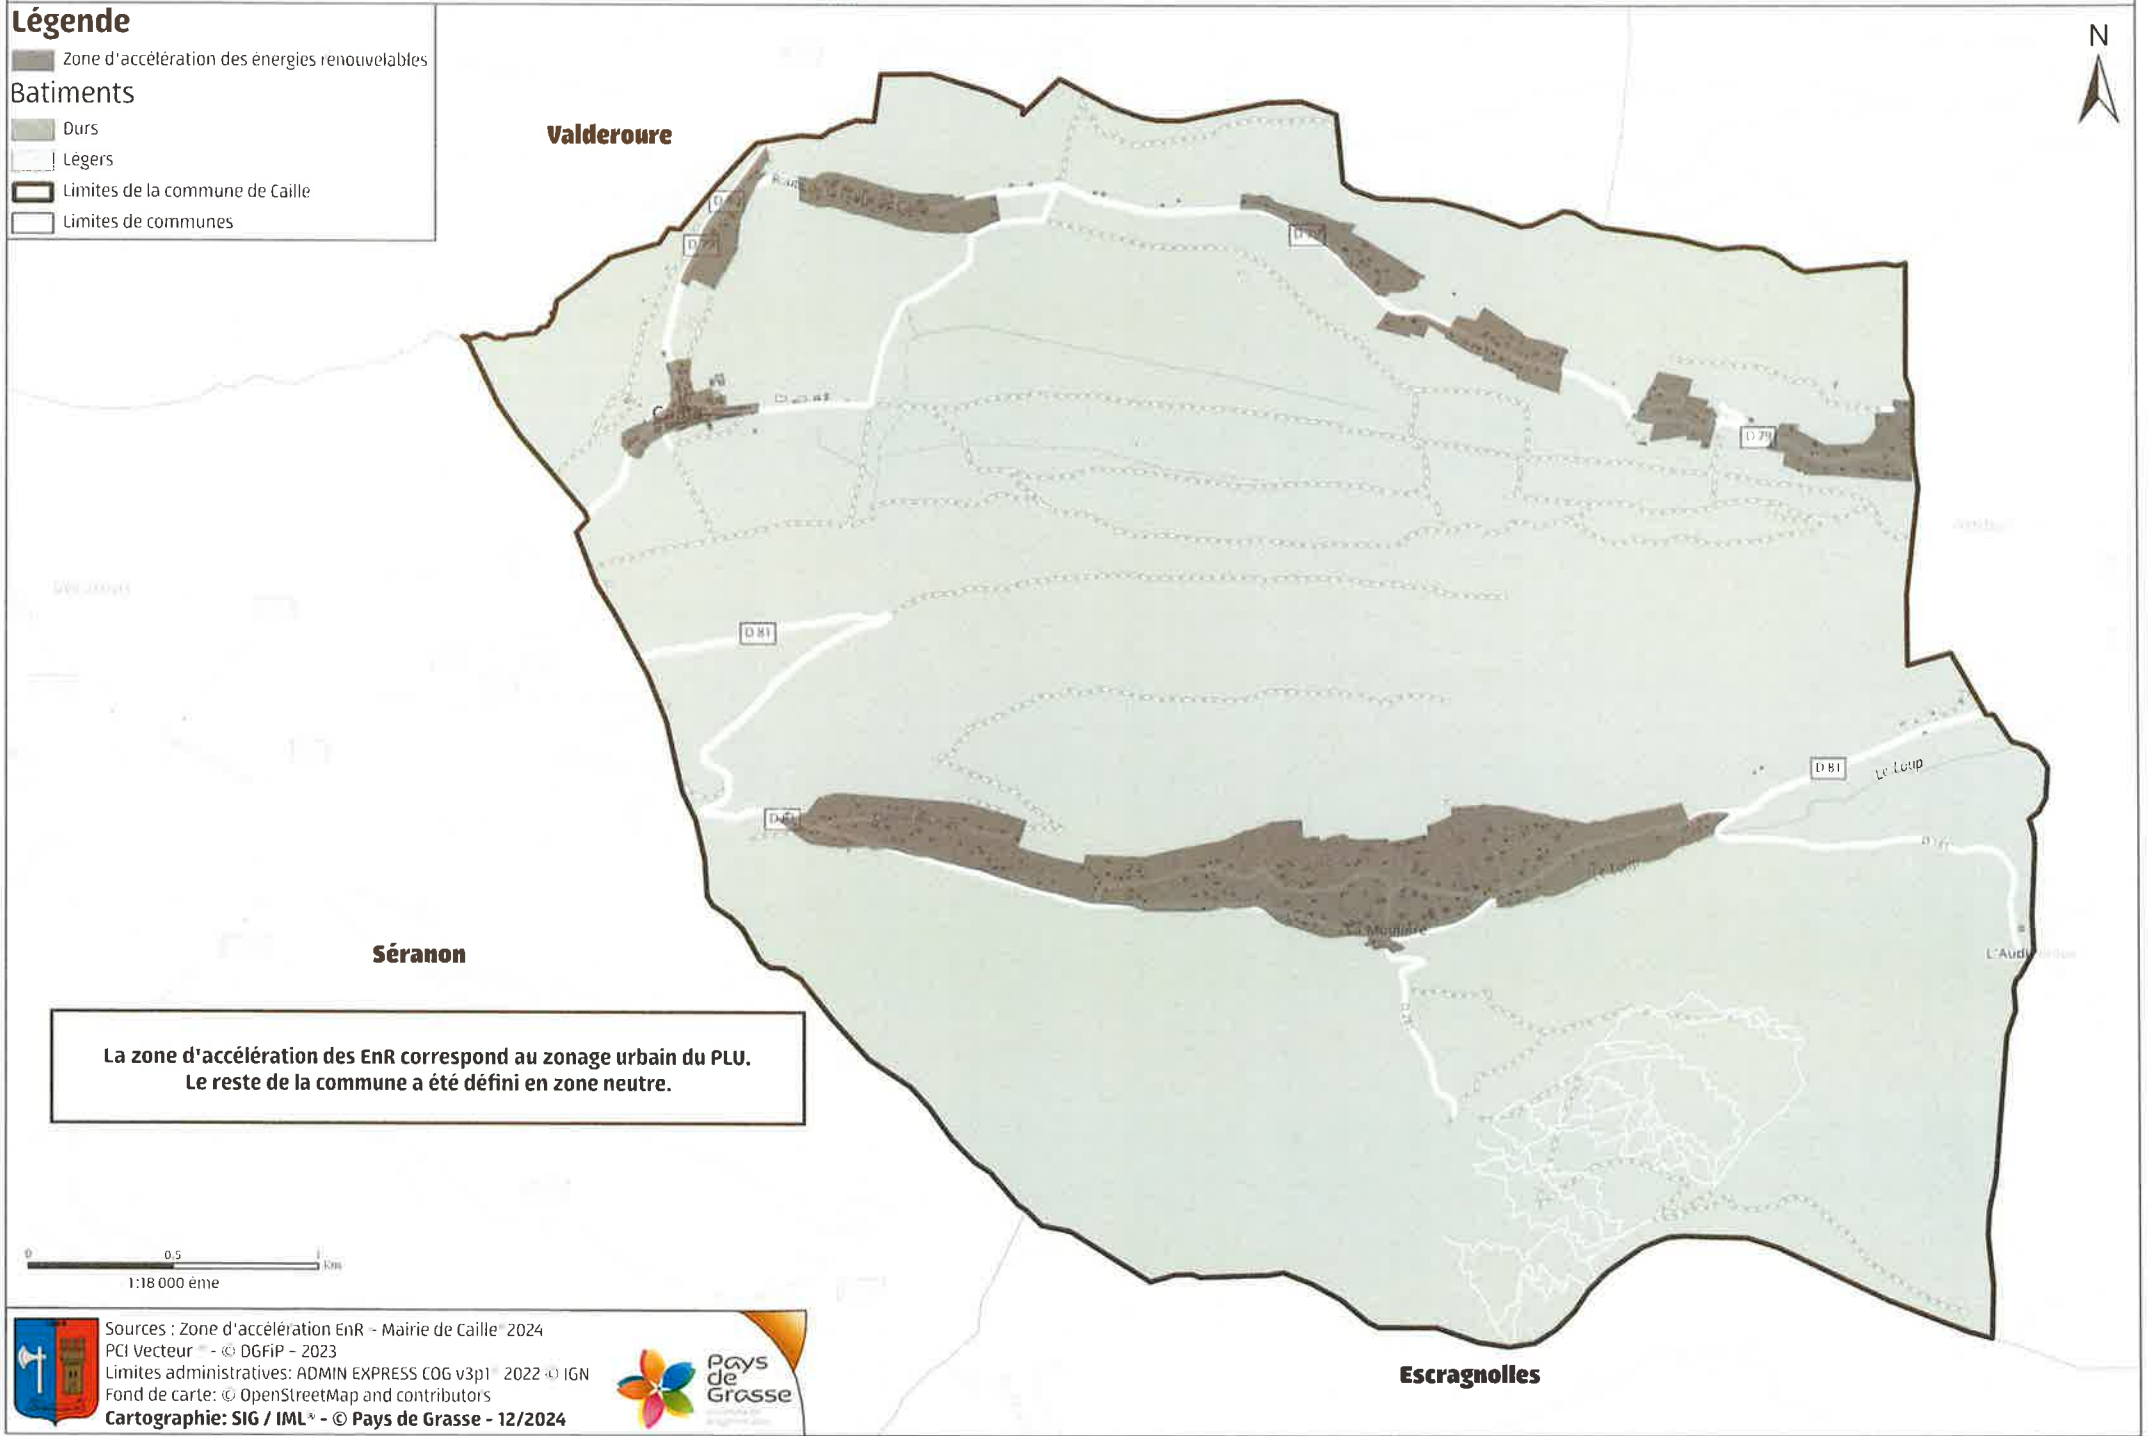 Légende
Zone d'accélération des énergies renouvelables
Batiments
Durs
Légers
Limites de la commune de Caille
Limites de communes
N
Valderoure
D 79
D 79
D 81
D 81
Le Loup
La Moulière
Séranon
La zone d'accélération des EnR correspond au zonage urbain du PLU.
Le reste de la commune a été défini en zone neutre.
0 0.5 1 Km
1:18 000 ème
Sources : Zone d'accélération EnR - Mairie de Caille 2024
PCI Vecteur - © DGFiP - 2023
Limites administratives: ADMIN EXPRESS COG v3p1 2022 © IGN
Fond de carte: © OpenStreetMap and contributors
Cartographie: SIG / IML - © Pays de Grasse - 12/2024
Pays
de
Grasse
Escragnolles